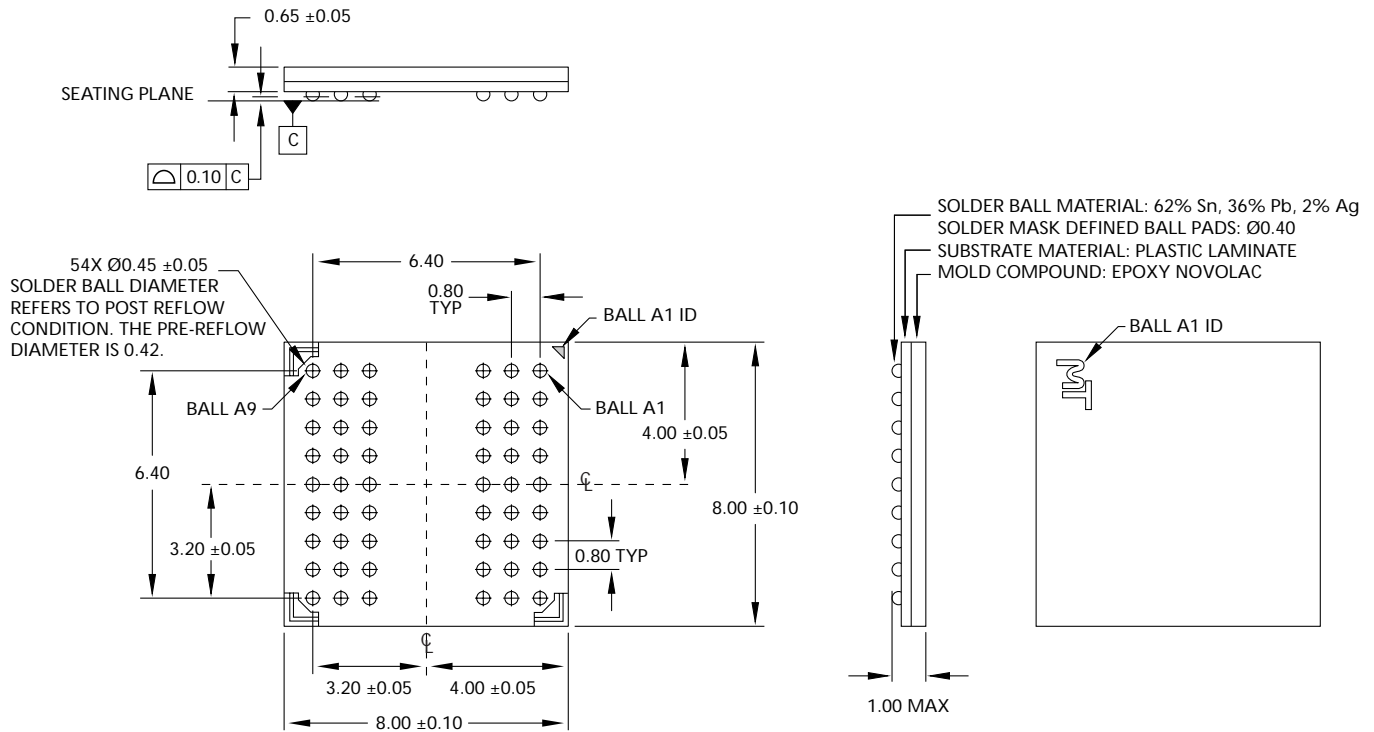 0.65 ±0.05
SEATING PLANE
C
0.10 C
SOLDER BALL MATERIAL: 62% Sn, 36% Pb, 2% Ag
SOLDER MASK DEFINED BALL PADS: Ø0.40
SUBSTRATE MATERIAL: PLASTIC LAMINATE
MOLD COMPOUND: EPOXY NOVOLAC
54X Ø0.45 ±0.05
SOLDER BALL DIAMETER
REFERS TO POST REFLOW
CONDITION. THE PRE-REFLOW
DIAMETER IS 0.42.
6.40
0.80
TYP
BALL A1 ID
BALL A1 ID
MT
BALL A9
BALL A1
4.00 ±0.05
6.40
CL
8.00 ±0.10
3.20 ±0.05
0.80 TYP
CL
3.20 ±0.05
4.00 ±0.05
8.00 ±0.10
1.00 MAX